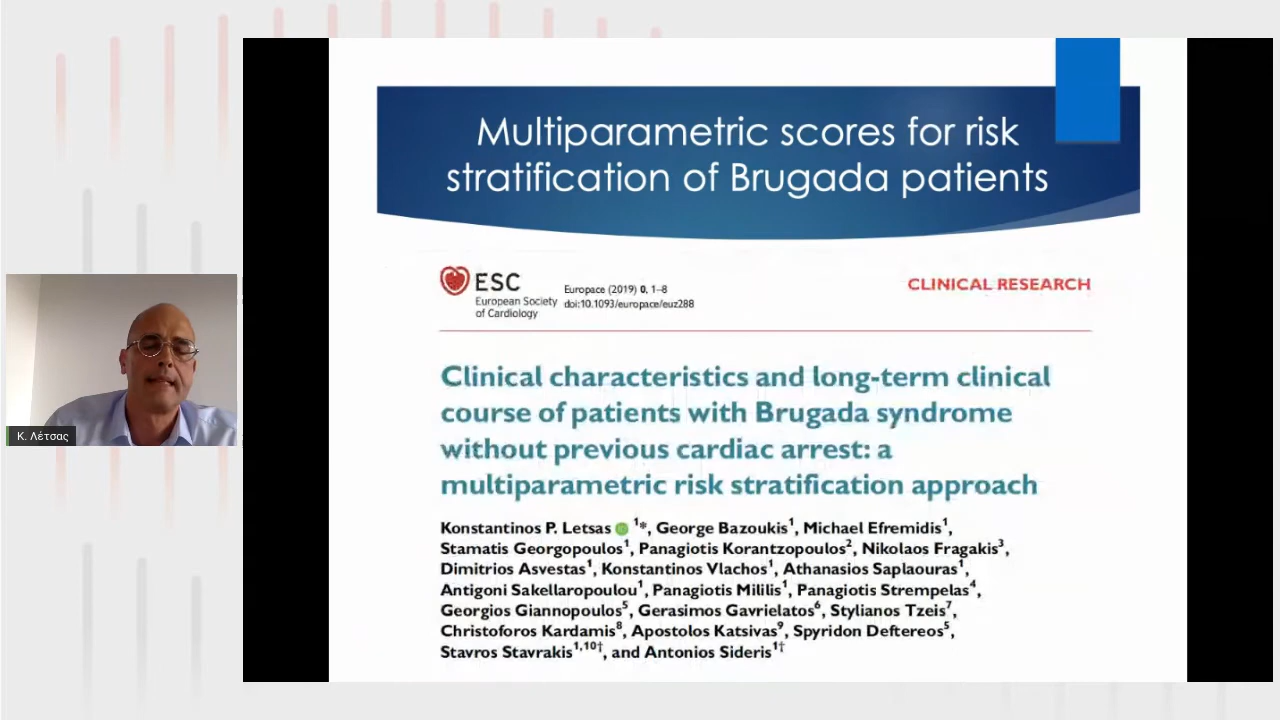 Multiparametric scores for risk
stratification of Brugada patients
ESC
European Society
of Cardiology
Europace (2019) 0, 1–8
doi:10.1093/europace/euz288
CLINICAL RESEARCH
Clinical characteristics and long-term clinical
course of patients with Brugada syndrome
without previous cardiac arrest: a
multiparametric risk stratification approach
Konstantinos P. Letsas 1*, George Bazoukis1, Michael Efremidis1,
Stamatis Georgopoulos1, Panagiotis Korantzopoulos2, Nikolaos Fragakis3,
Dimitrios Asvestas1, Konstantinos Vlachos1, Athanasios Saplaouras1,
Antigoni Sakellaropoulou1, Panagiotis Mililis1, Panagiotis Strempelas4,
Georgios Giannopoulos5, Gerasimos Gavrielatos6, Stylianos Tzeis7,
Christoforos Kardamis8, Apostolos Katsivas9, Spyridon Deftereos5,
Stavros Stavrakis1,10†, and Antonios Sideris1†
Κ. Λέτσας